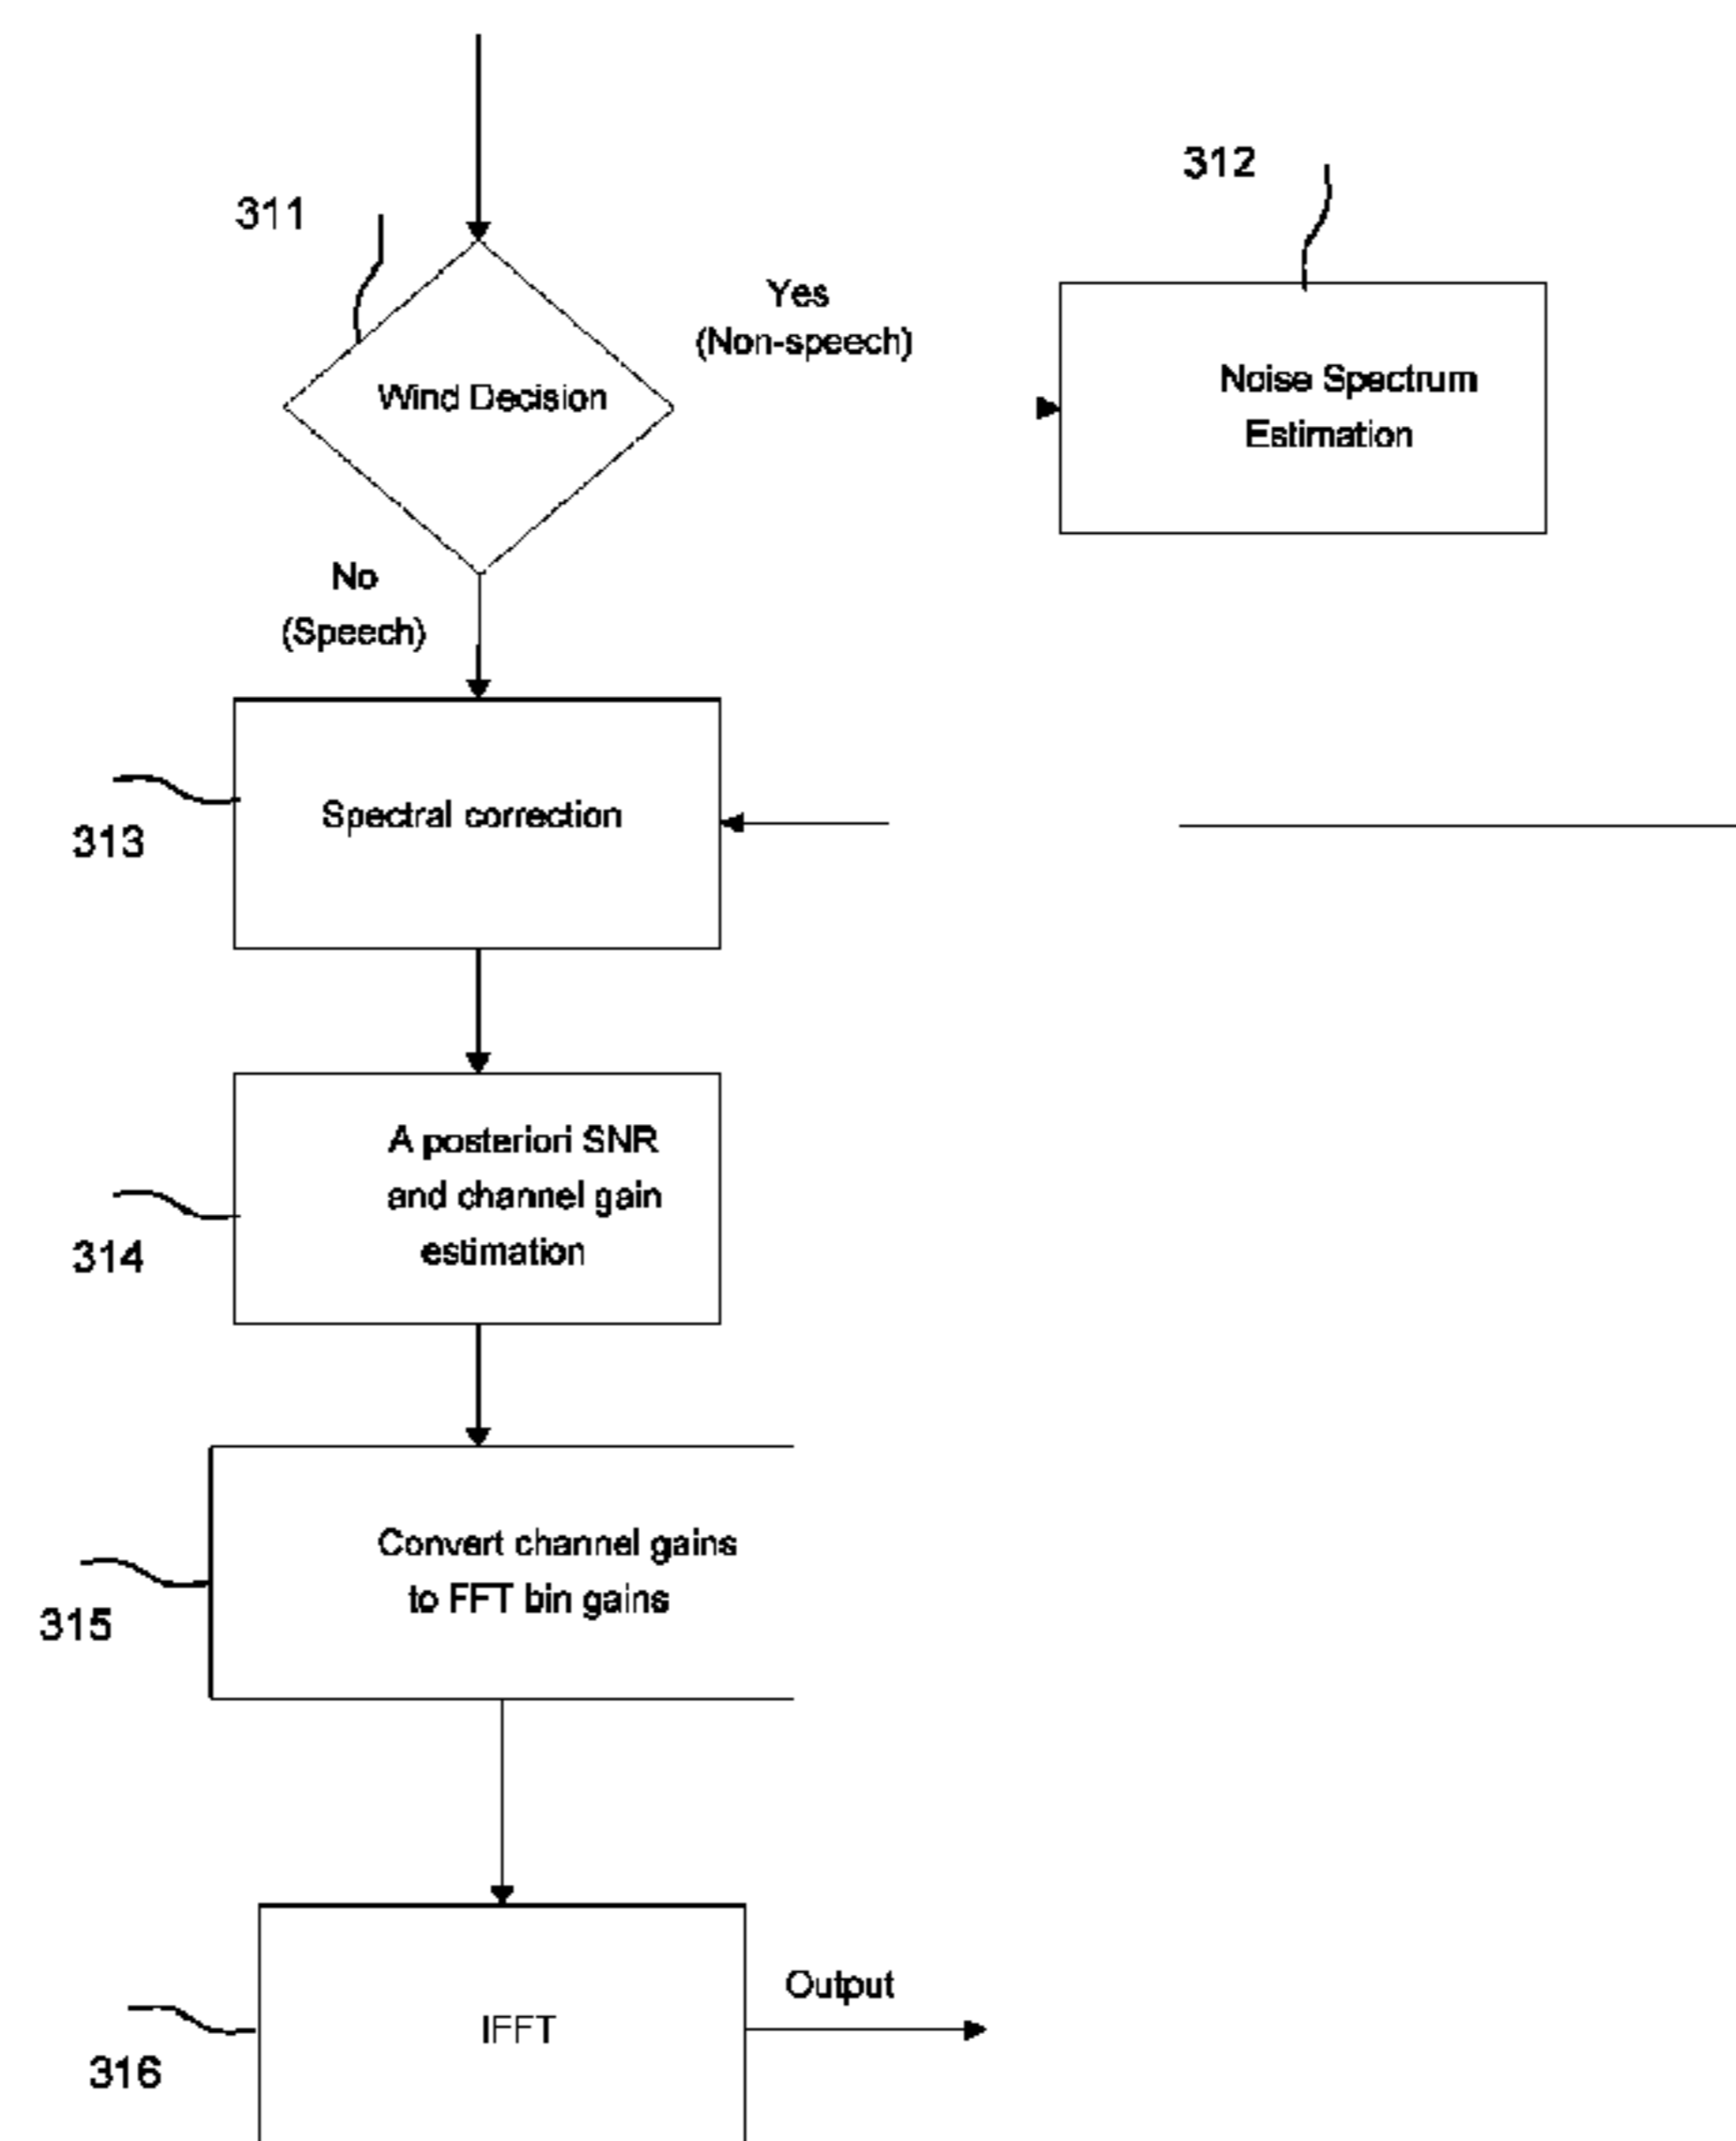 312
311
Yes
(Non-speech)
Noise Spectrum
Estimation
Wind Decision
No
(Speech)
Spectral correction
313
A posteriori SNR
and channel gain
estimation
314
Convert channel gains
to FFT bin gains
315
Output
IFFT
316